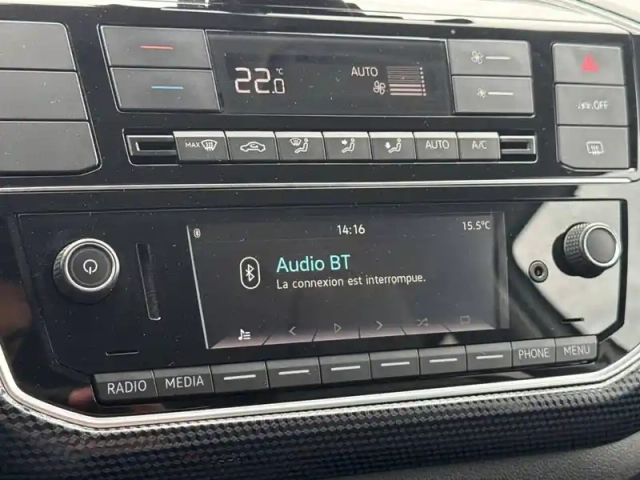 22.0 °C
AUTO
OFF
MAX
AUTO
A/C
14:16
15.5°C
Audio BT
La connexion est interrompue.
RADIO
MEDIA
PHONE
MENU